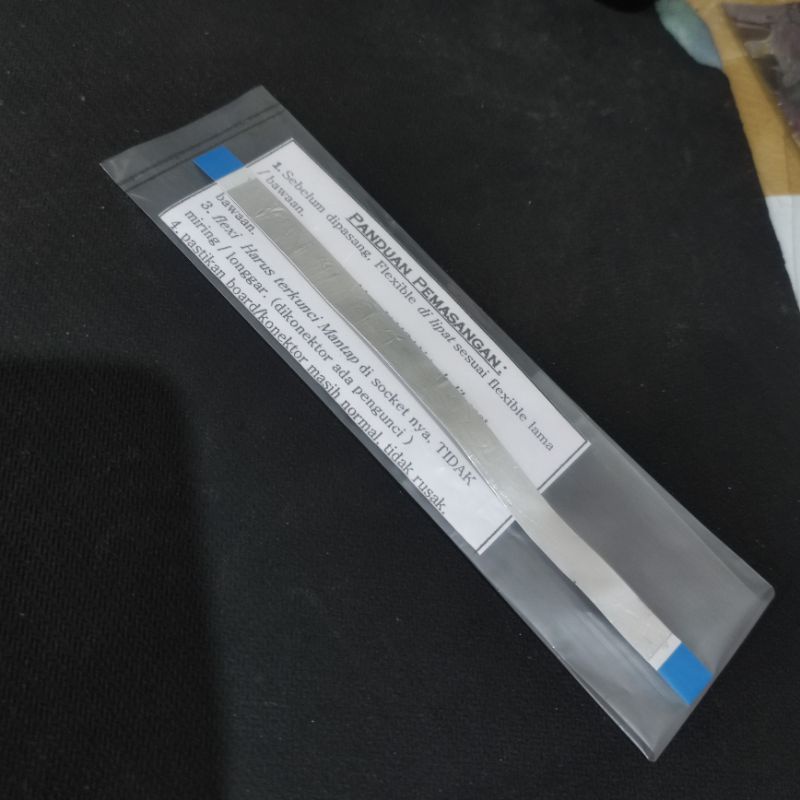 PANDUAN PEMASANGAN:
1. Sebelum dipasang, Flexible di lipat sesuai flexible lama
/ bawaan.
bawaan.
3. flexi Harus terkunci Mantap di socket nya. TIDAK
miring / longgar. (dikonektor ada pengunci )
4. pastikan board/konektor masih normal, tidak rusak.